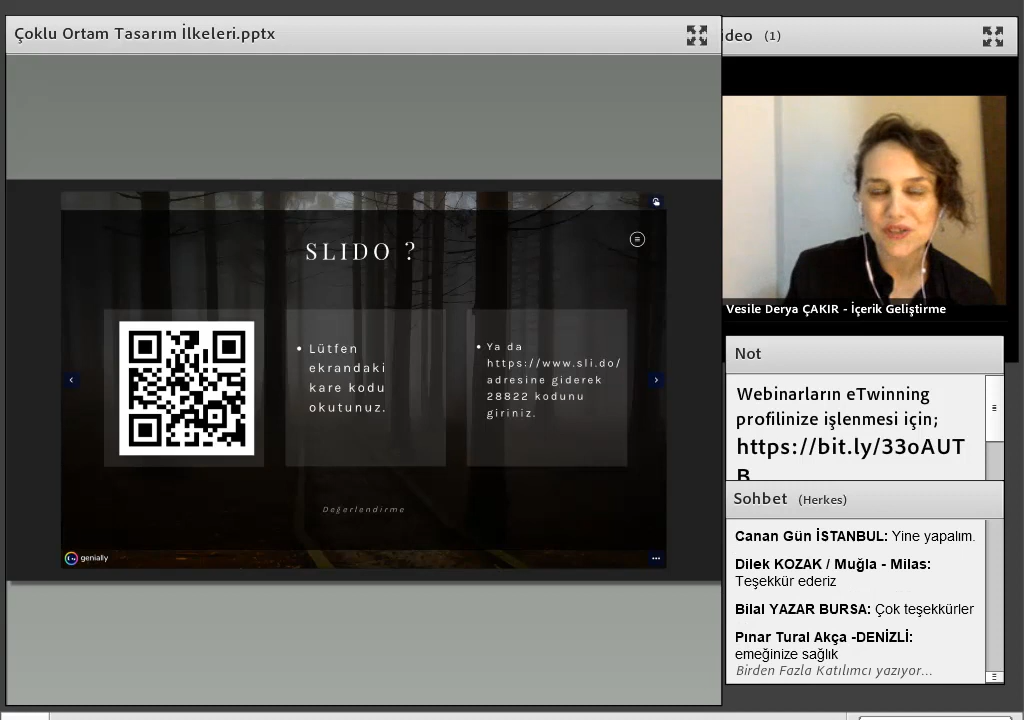 Çoklu Ortam Tasarım İlkeleri.pptx
ideo (1)
SLIDO ?
• Lütfen
ekrandaki
kare kodu
okutunuz.
• Ya da
https://www.sli.do/
adresine giderek
28822 kodunu
giriniz.
Değerlendirme
genially
Vesile Derya ÇAKIR - İçerik Geliştirme
Not
Webinarların eTwinning
profilinize işlenmesi için;
https://bit.ly/33oAUT
B
Sohbet (Herkes)
Canan Gün İSTANBUL: Yine yapalım.
Dilek KOZAK / Muğla - Milas:
Teşekkür ederiz
Bilal YAZAR BURSA: Çok teşekkürler
Pınar Tural Akça -DENİZLİ:
emeğinize sağlık
Birden Fazla Katılımcı yazıyor...